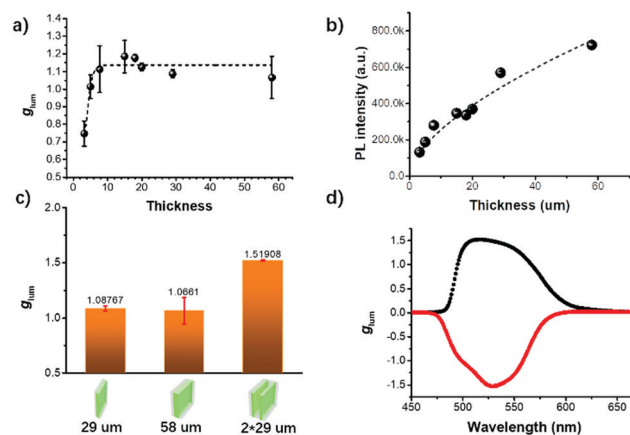 a)
1.4
1.3
1.2
1.1
1.0
0.9
0.8
0.7
0.6
0.5
g_lum
0 10 20 30 40 50 60
Thickness
b)
800.0k
600.0k
400.0k
200.0k
0.0
PL intensity (a.u.)
0 20 40 60
Thickness (um)
c)
2.0
1.5
1.0
0.5
g_lum
1.08767
1.0661
1.51908
29 um 58 um 2*29 um
d)
1.5
1.0
0.5
0.0
-0.5
-1.0
-1.5
g_lum
450 500 550 600 650
Wavelength (nm)